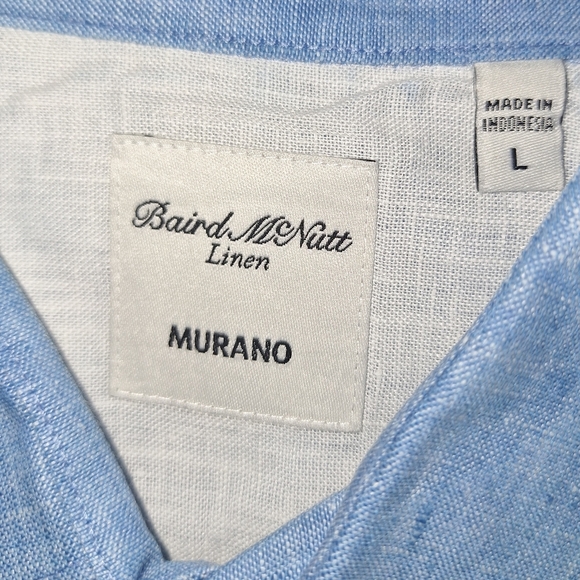 Baird McNutt
Linen
MURANO
MADE IN
INDONESIA
L